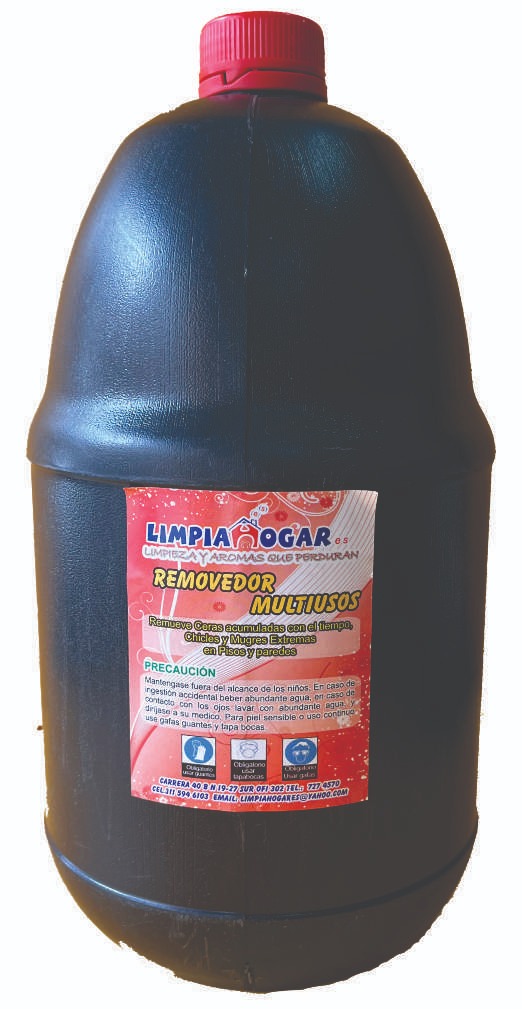 LIMPIAHOGARes
LIMPIEZA Y AROMAS QUE PERDURAN
REMOVEDOR
MULTIUSOS
Remueve Ceras acumuladas con el tiempo,
Chicles y Mugres Extremas
en Pisos y paredes
PRECAUCIÓN
Mantengase fuera del alcance de los niños. En caso de
ingestión accidental beber abundante agua, en caso de
contacto con los ojos lavar con abundante agua, y
diríjase a su medico. Para piel sensible o uso continuo
use gafas guantes y tapa bocas.
Obligatorio
usar guantes
Obligatorio
usar
tapabocas
Obligatorio
Usar gafas
CARRERA 40 B N 19-27 SUR OFI 302 TEL.: 727 4570
CEL.311 594 6103 EMAIL. LIMPIAHOGARES@YAHOO.COM